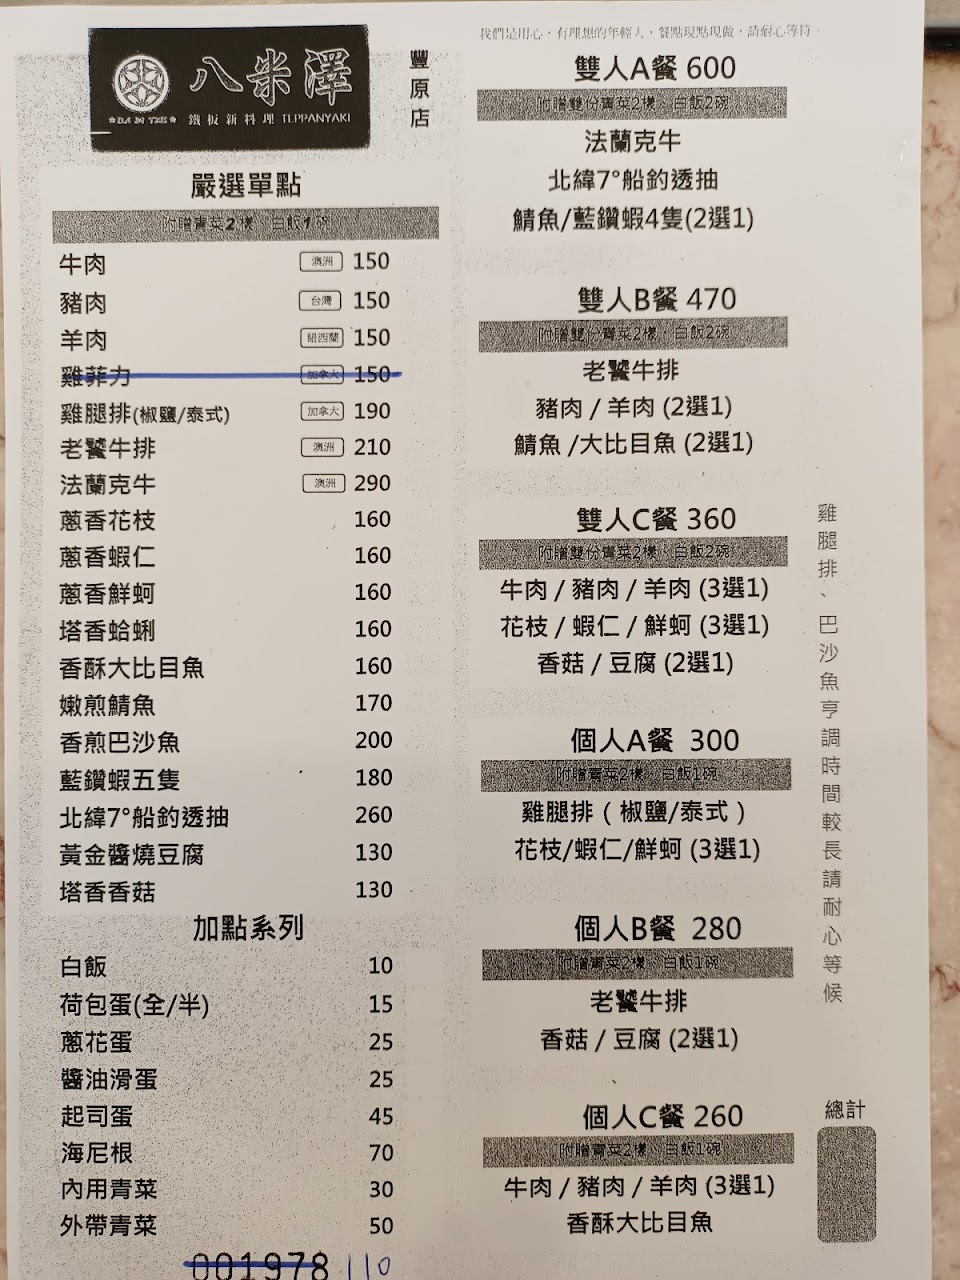 八米澤
★DA MI TZE★ 鐵板新料理 TEPPANYAKI
豐原店
嚴選單點
附贈青菜2樣、白飯1碗
牛肉 澳洲 150
豬肉 台灣 150
羊肉 紐西蘭 150
雞菲力 加拿大 150
雞腿排(椒鹽/泰式) 加拿大 190
老饕牛排 澳洲 210
法蘭克牛 澳洲 290
蔥香花枝 160
蔥香蝦仁 160
蔥香鮮蚵 160
塔香蛤蜊 160
香酥大比目魚 160
嫩煎鯖魚 170
香煎巴沙魚 200
藍鑽蝦五隻 180
北緯7°船釣透抽 260
黃金醬燒豆腐 130
塔香香菇 130
加點系列
白飯 10
荷包蛋(全/半) 15
蔥花蛋 25
醬油滑蛋 25
起司蛋 45
海尼根 70
內用青菜 30
外帶青菜 50
001978 110
我們是用心，有理想的年輕人，餐點現點現做，請耐心等待。
雙人A餐 600
附贈雙份青菜2樣、白飯2碗
法蘭克牛
北緯7°船釣透抽
鯖魚/藍鑽蝦4隻(2選1)
雙人B餐 470
附贈雙份青菜2樣、白飯2碗
老饕牛排
豬肉 / 羊肉 (2選1)
鯖魚 /大比目魚 (2選1)
雙人C餐 360
附贈雙份青菜2樣、白飯2碗
牛肉 / 豬肉 / 羊肉 (3選1)
花枝 / 蝦仁 / 鮮蚵 (3選1)
香菇 / 豆腐 (2選1)
個人A餐 300
附贈青菜2樣、白飯1碗
雞腿排 ( 椒鹽/泰式 )
花枝/蝦仁/鮮蚵 (3選1)
個人B餐 280
附贈青菜2樣、白飯1碗
老饕牛排
香菇 / 豆腐 (2選1)
個人C餐 260
附贈青菜2樣、白飯1碗
牛肉 / 豬肉 / 羊肉 (3選1)
香酥大比目魚
雞腿排、巴沙魚亨調時間較長請耐心等候
總計